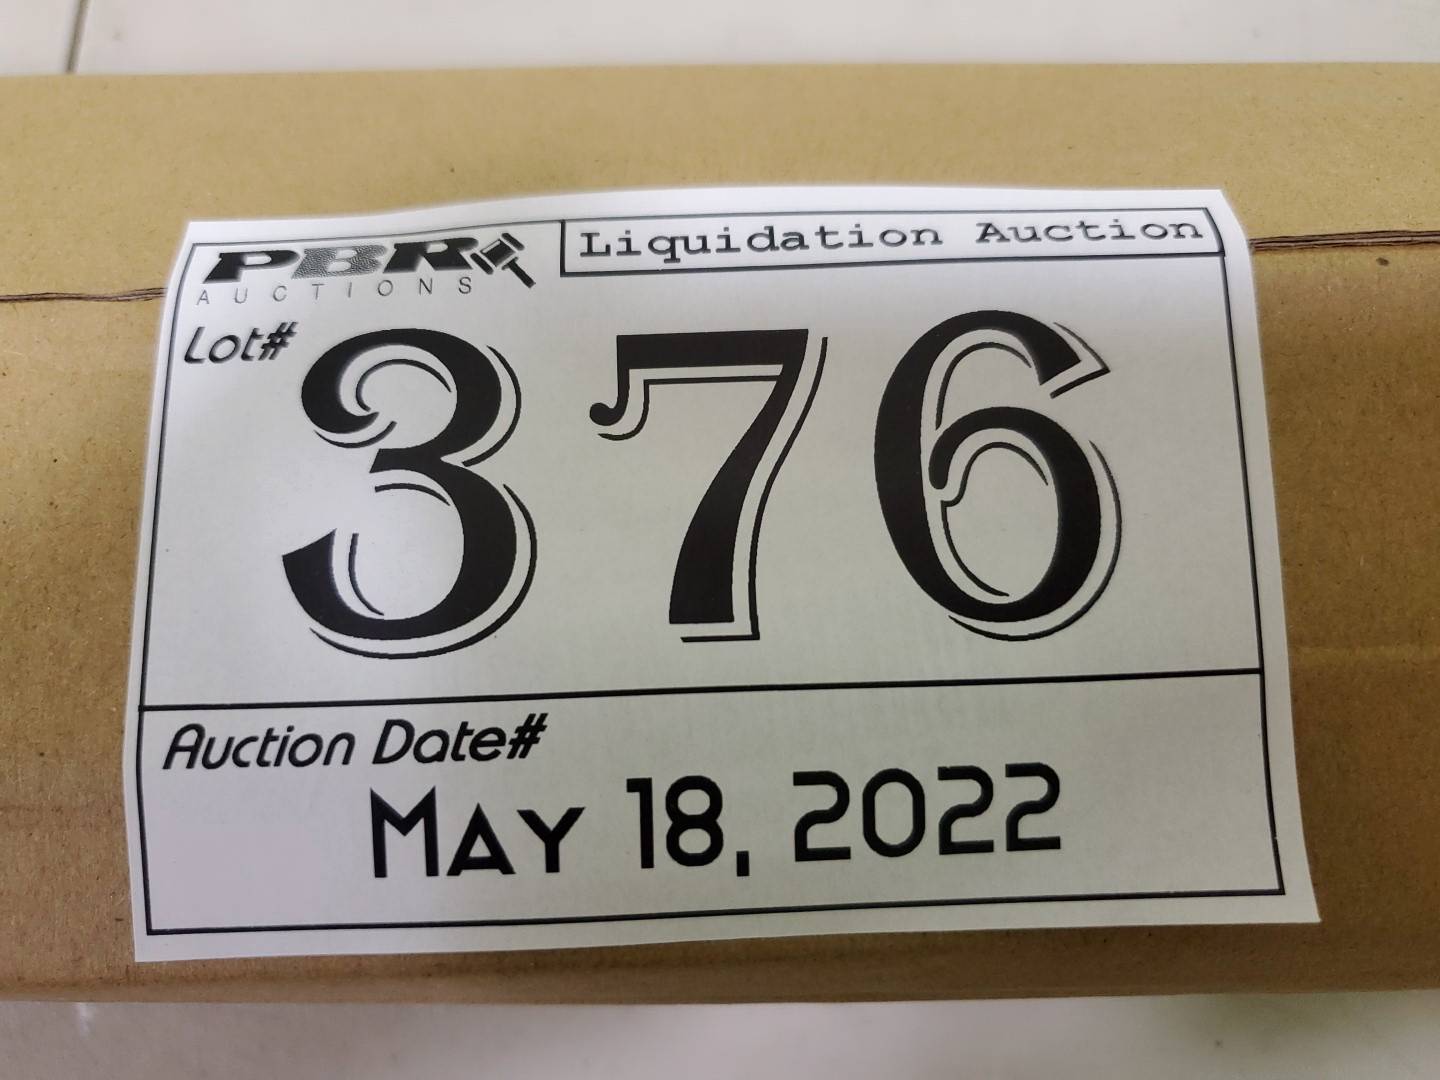 PBR
AUCTIONS
Liquidation Auction
Lot#
376
Auction Date#
May 18, 2022